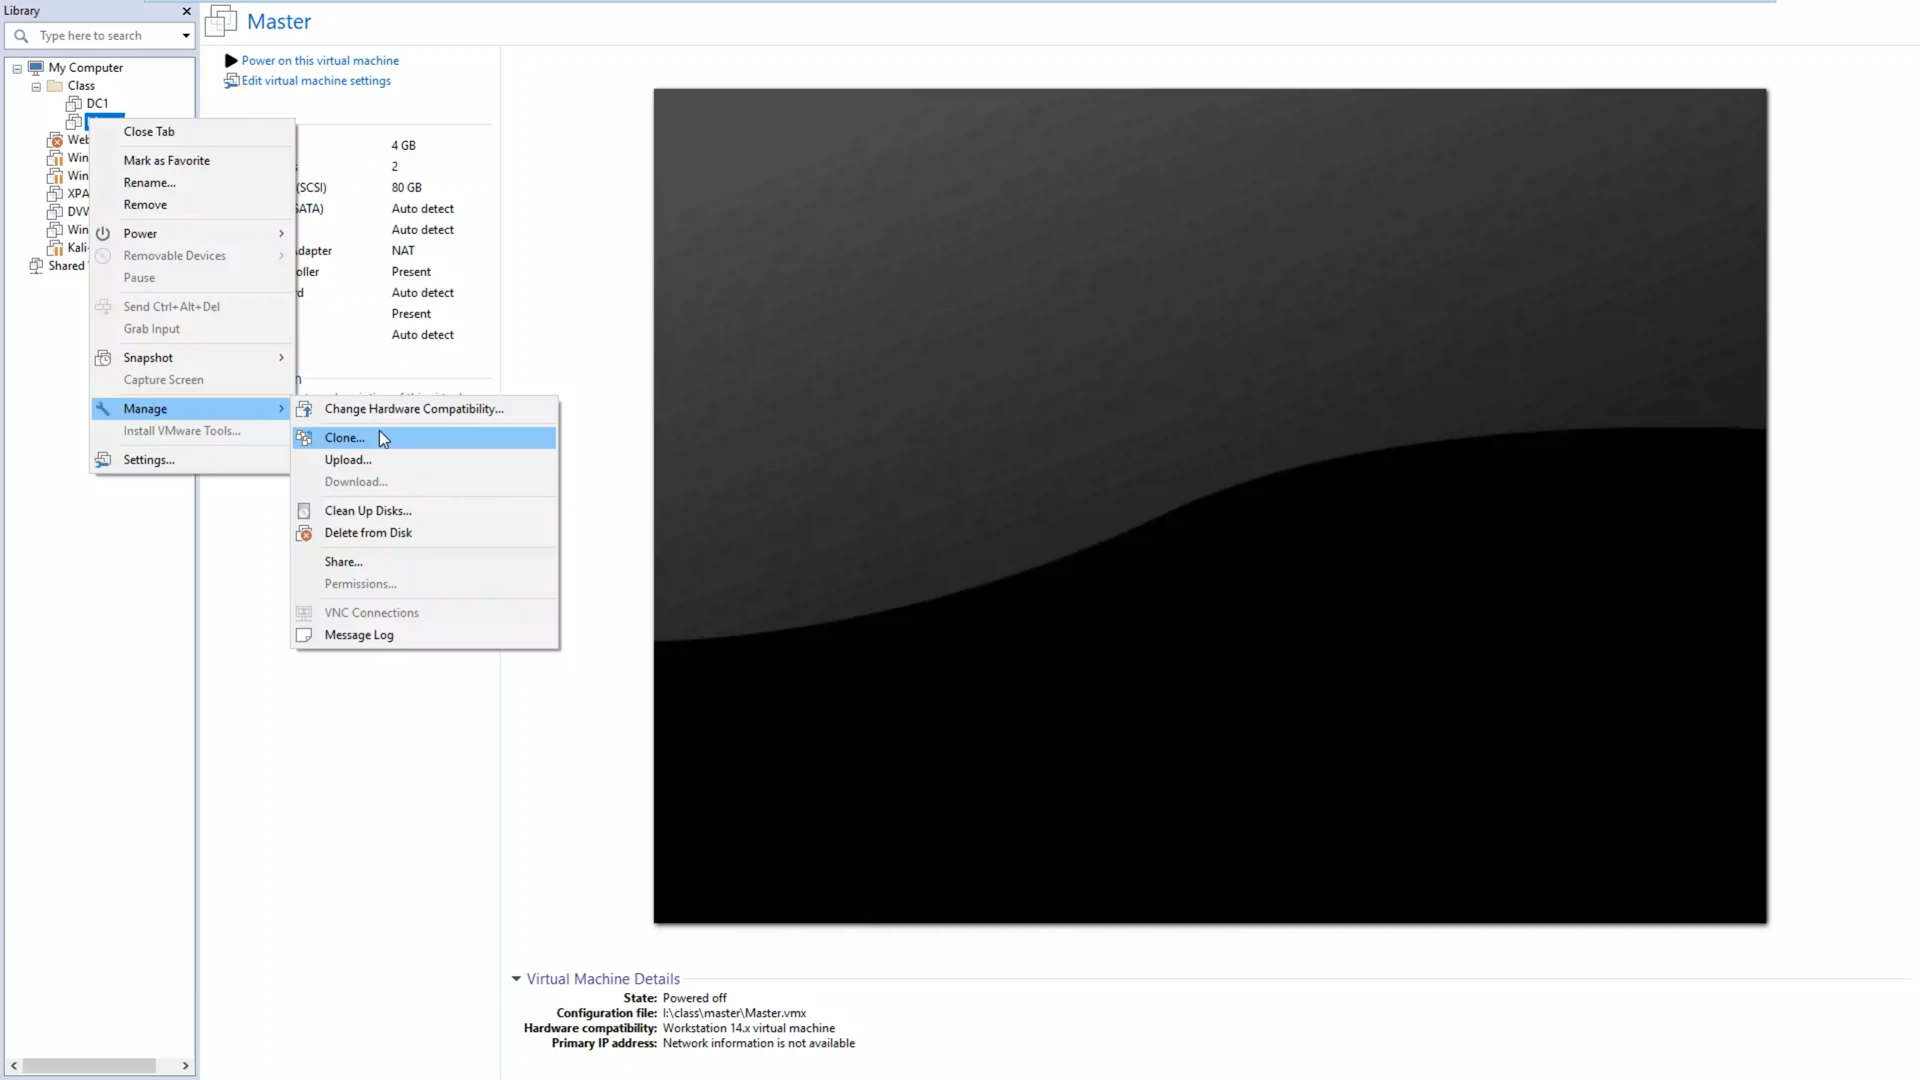 Library
Type here to search
My Computer
Class
DC1
Web
Win
Win
XPA
DVV
Win
Kali-
Shared
Master
Power on this virtual machine
Edit virtual machine settings
4 GB
2
(SCSI) 80 GB
SATA) Auto detect
Auto detect
dapter NAT
oller Present
rd Auto detect
Present
Auto detect
n
Close Tab
Mark as Favorite
Rename...
Remove
Power
Removable Devices
Pause
Send Ctrl+Alt+Del
Grab Input
Snapshot
Capture Screen
Manage
Install VMware Tools...
Settings...
Change Hardware Compatibility...
Clone...
Upload...
Download...
Clean Up Disks...
Delete from Disk
Share...
Permissions...
VNC Connections
Message Log
Virtual Machine Details
State: Powered off
Configuration file: I:\class\master\Master.vmx
Hardware compatibility: Workstation 14.x virtual machine
Primary IP address: Network information is not available